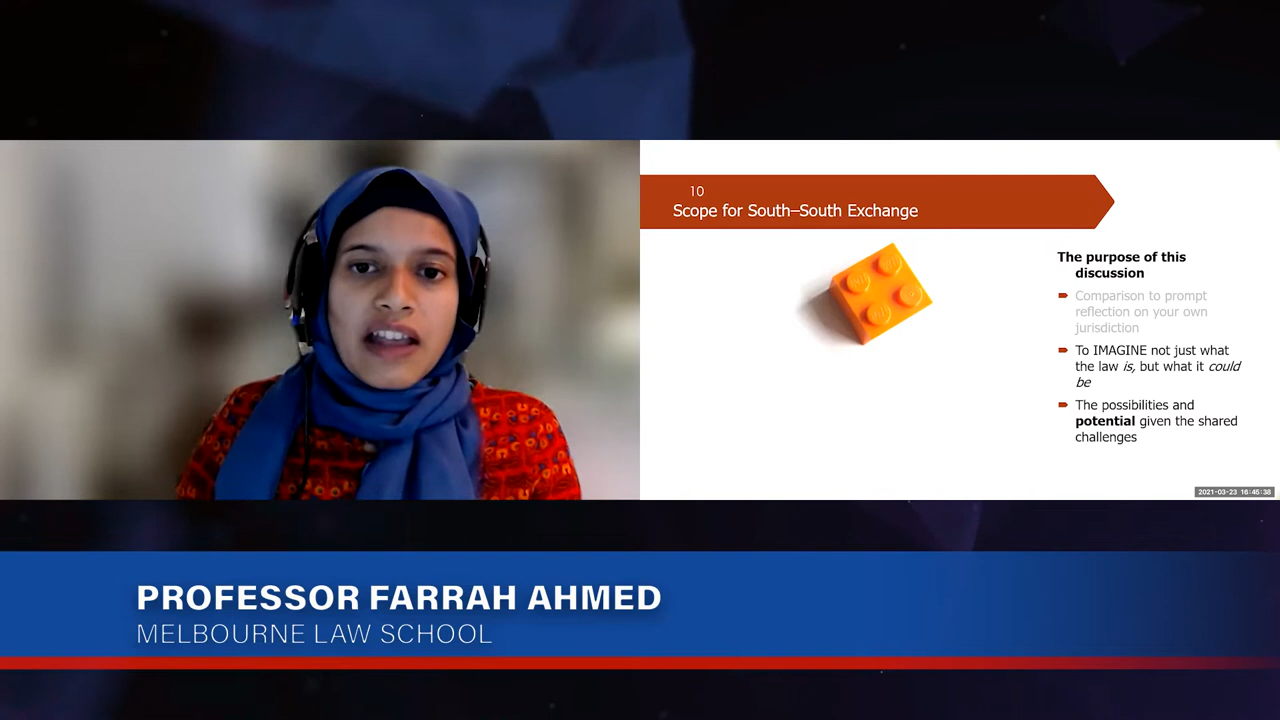 10
Scope for South–South Exchange
The purpose of this
discussion
Comparison to prompt
reflection on your own
jurisdiction
To IMAGINE not just what
the law is, but what it could
be
The possibilities and
potential given the shared
challenges
2021-03-23 16:45:38
PROFESSOR FARRAH AHMED
MELBOURNE LAW SCHOOL